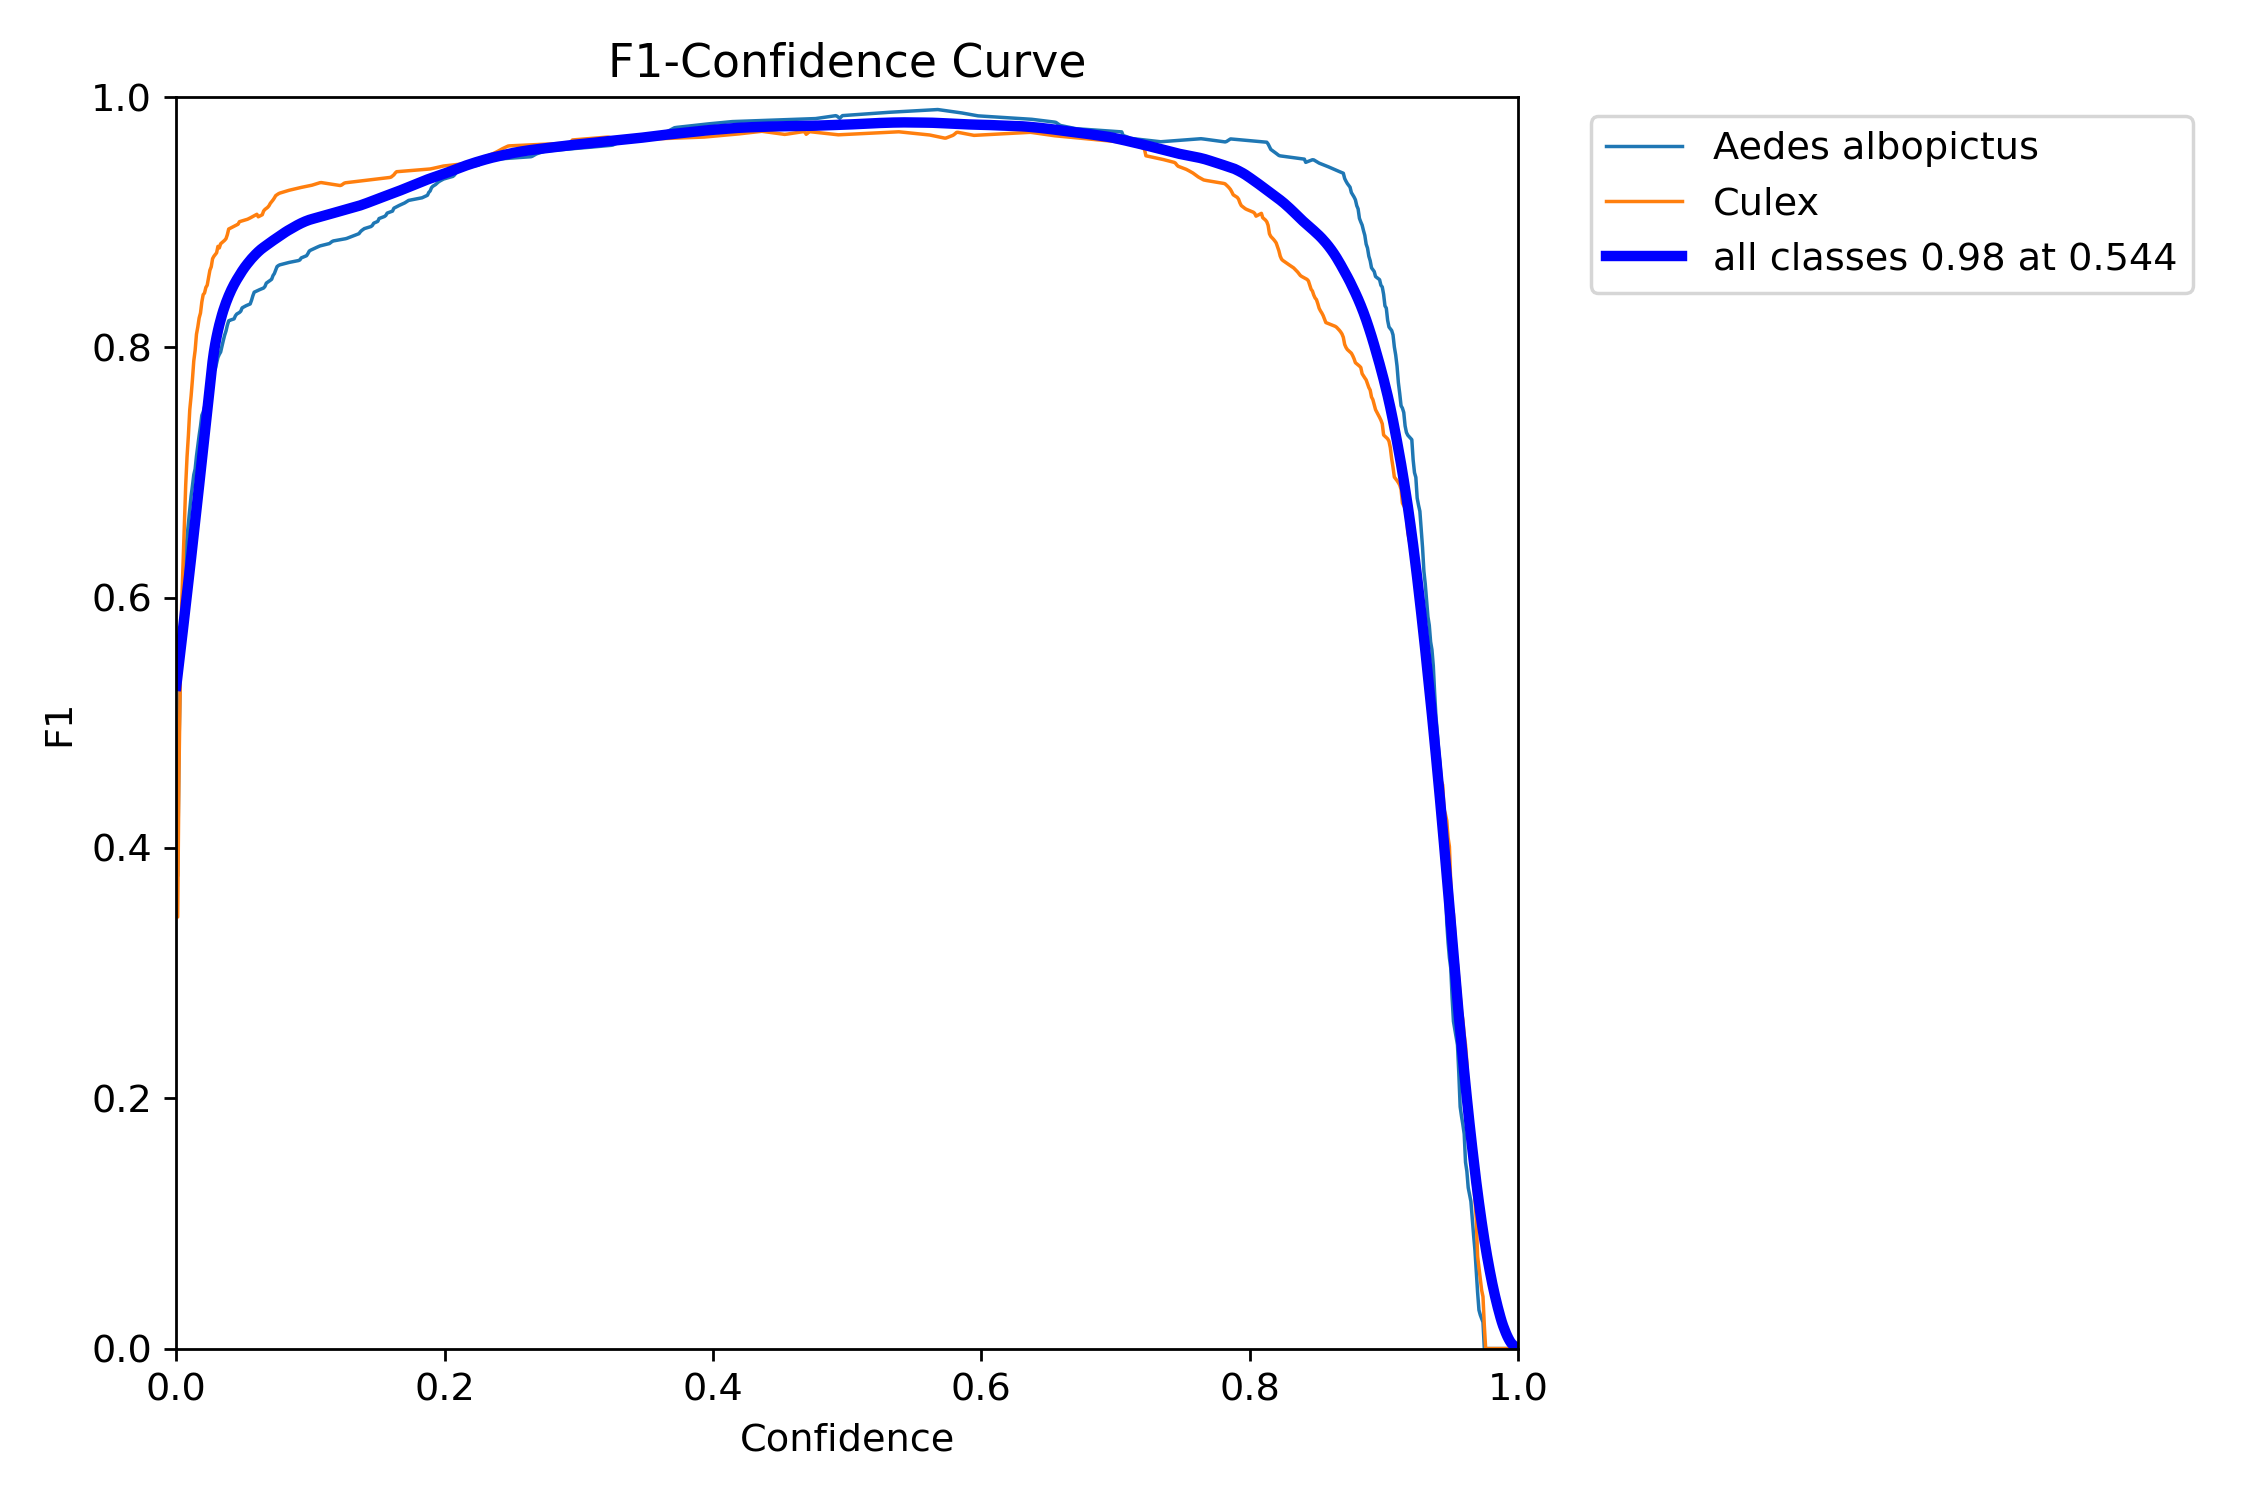 F1-Confidence Curve
1.0
0.8
0.6
0.4
0.2
0.0
F1
0.0 0.2 0.4 0.6 0.8 1.0
Confidence
Aedes albopictus
Culex
all classes 0.98 at 0.544